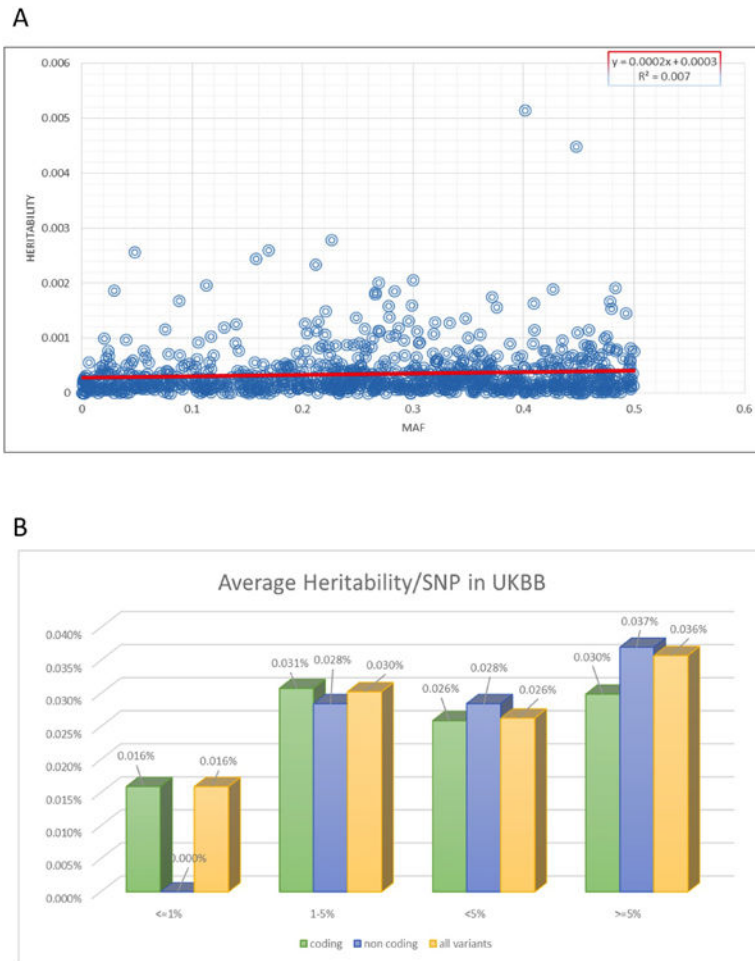 A
0.006
0.005
0.004
0.003
0.002
0.001
0
HERITABILITY
y = 0.0002x + 0.0003
R² = 0.007
0 0.1 0.2 0.3 0.4 0.5 0.6
MAF
B
Average Heritability/SNP in UKBB
0.040%
0.035%
0.030%
0.025%
0.020%
0.015%
0.010%
0.005%
0.000%
0.016% 0.000% 0.016%
0.031% 0.028% 0.030%
0.026% 0.028% 0.026%
0.030% 0.037% 0.036%
<=1% 1-5% <5% >=5%
coding non coding all variants